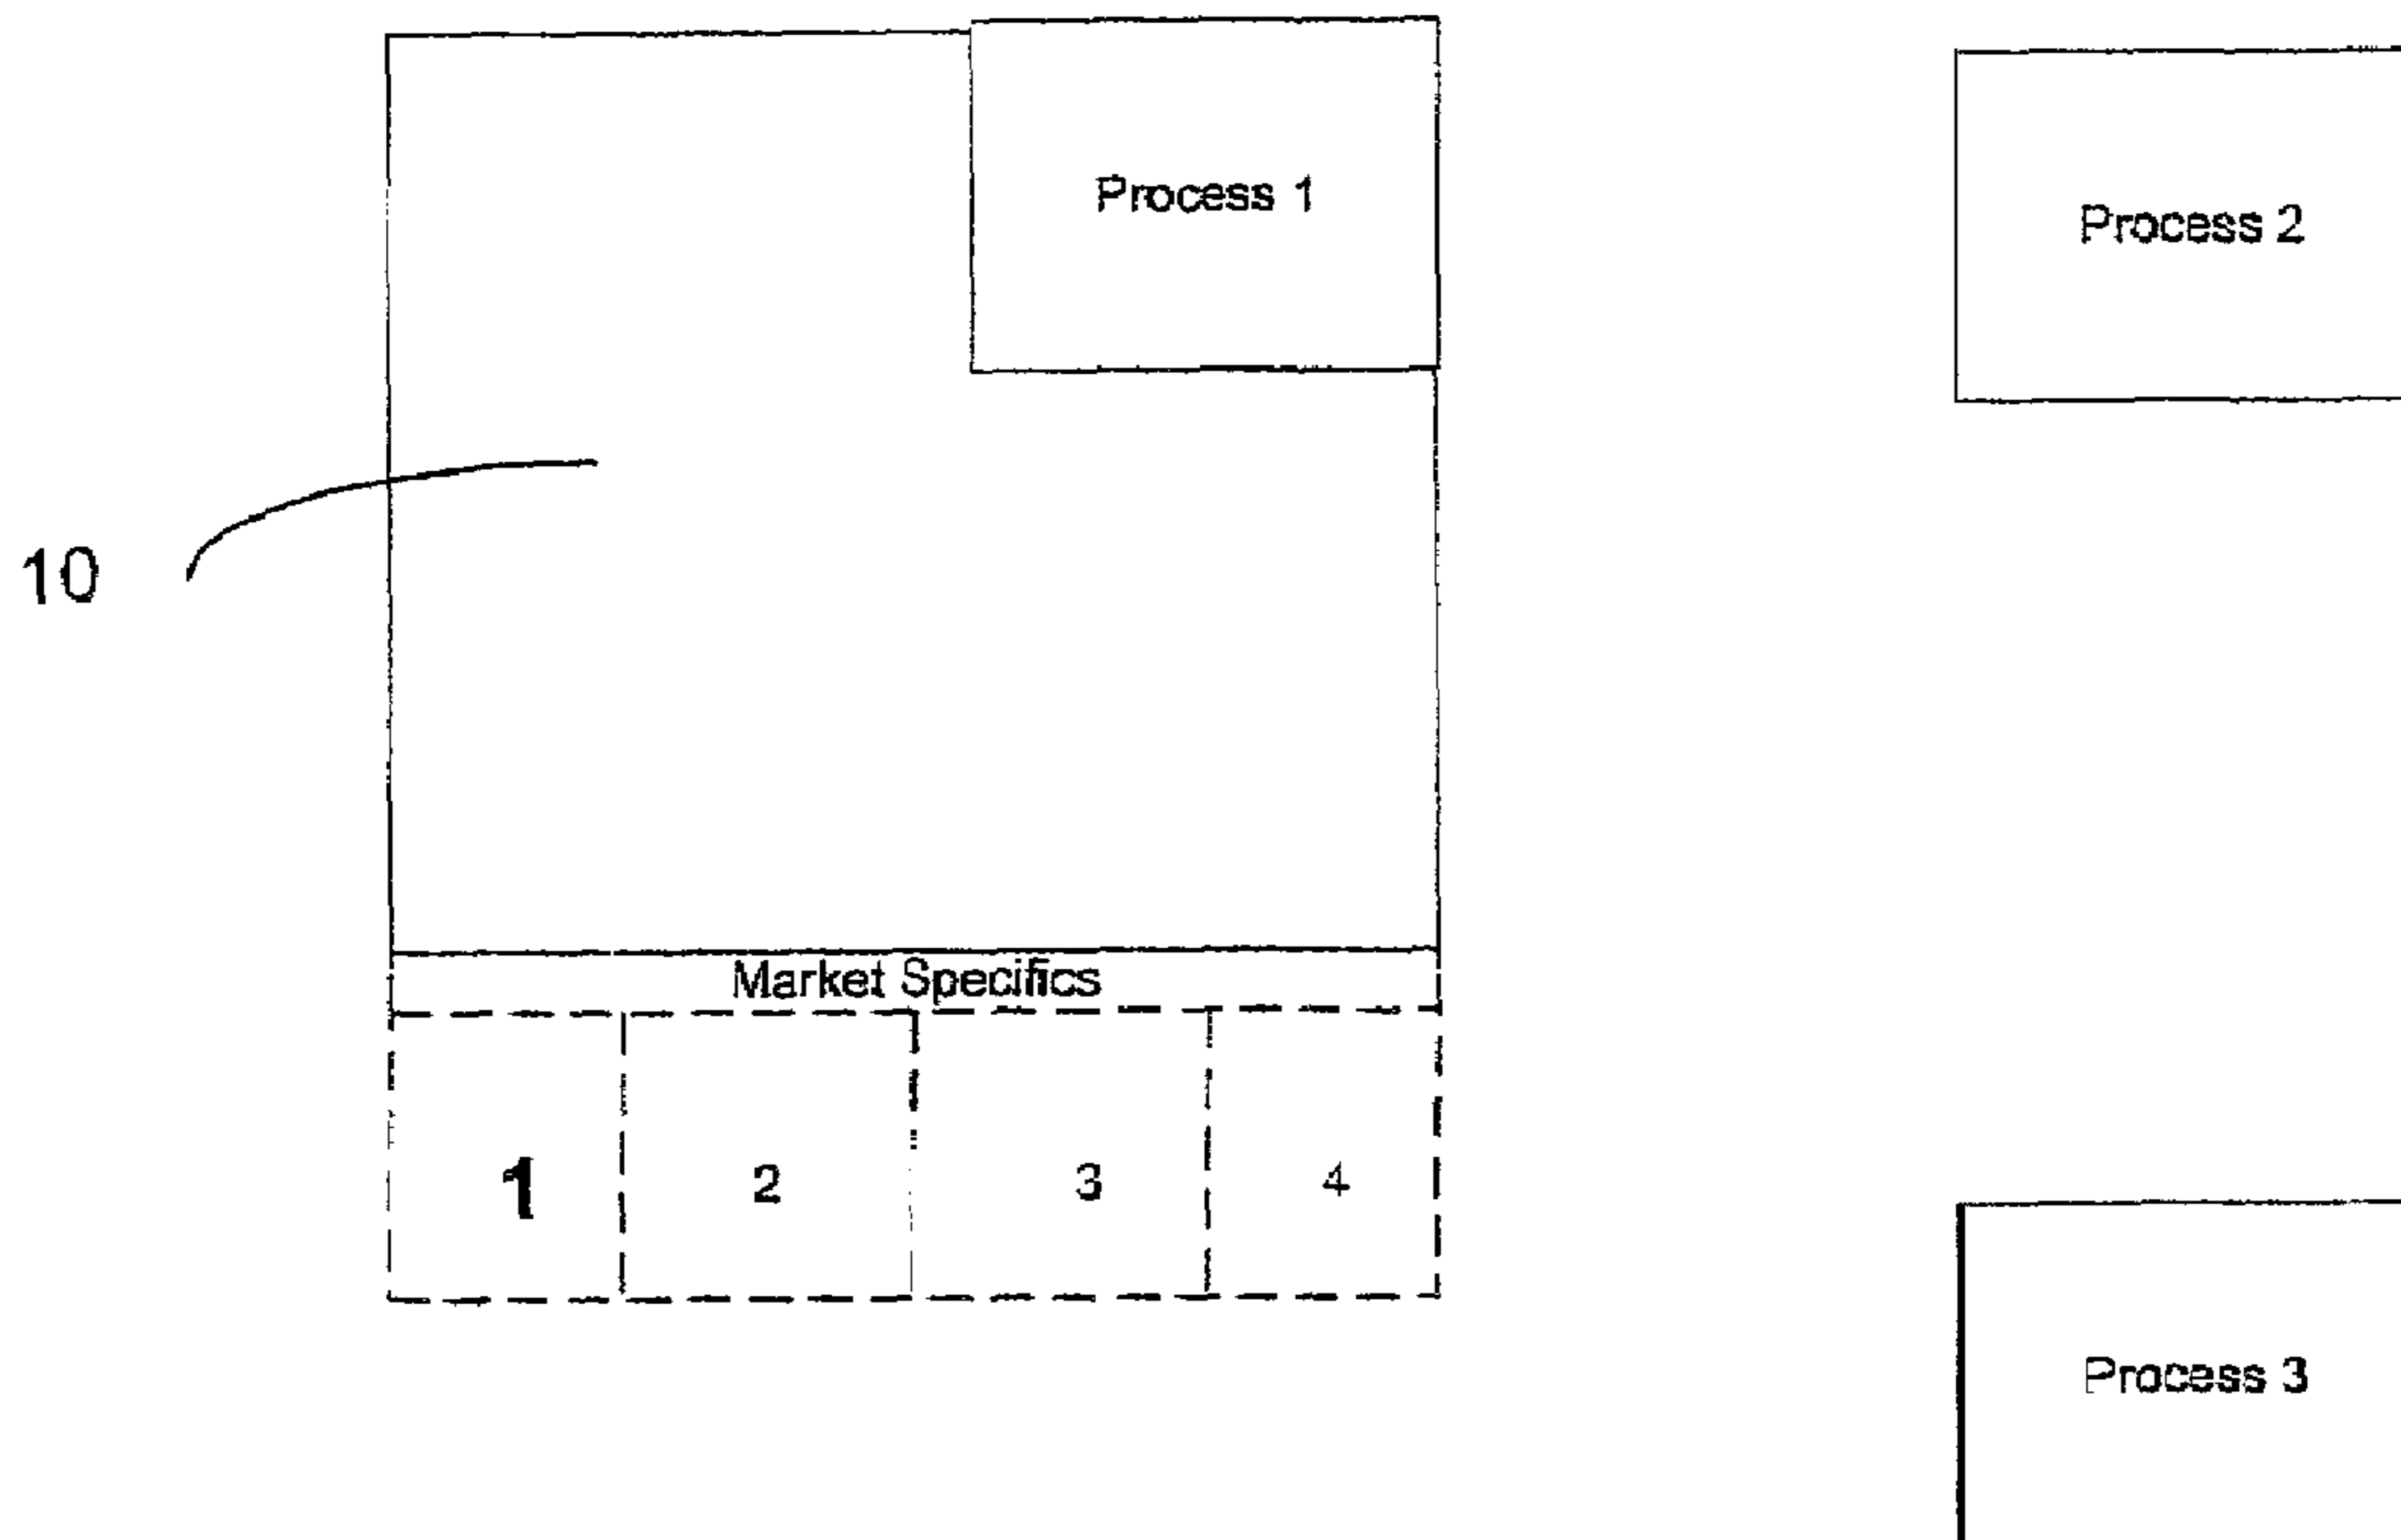 Process 1
Process 2
10
Market Specifics
1 2 3 4
Process 3